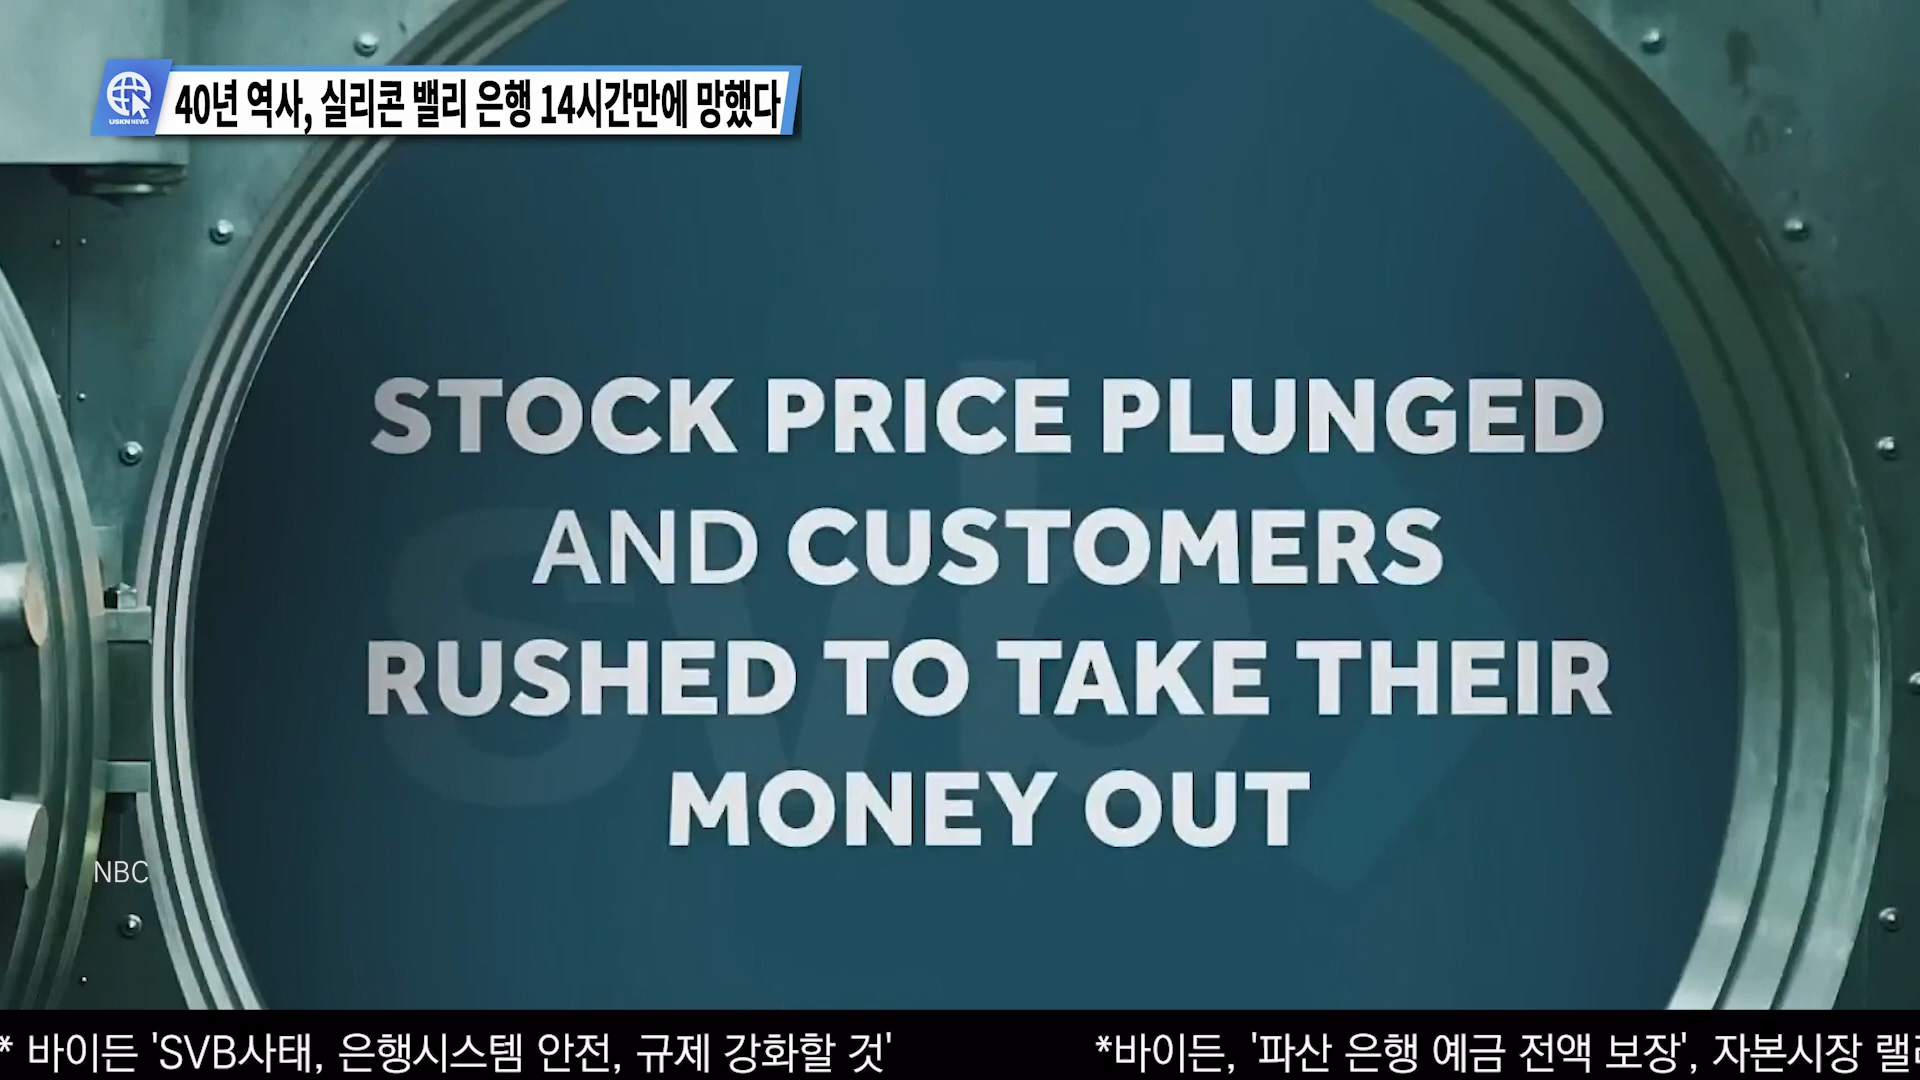 USKN NEWS
40년 역사, 실리콘 밸리 은행 14시간만에 망했다
svb
STOCK PRICE PLUNGED
AND CUSTOMERS
RUSHED TO TAKE THEIR
MONEY OUT
NBC
* 바이든 'SVB사태, 은행시스템 안전, 규제 강화할 것' *바이든, '파산 은행 예금 전액 보장', 자본시장